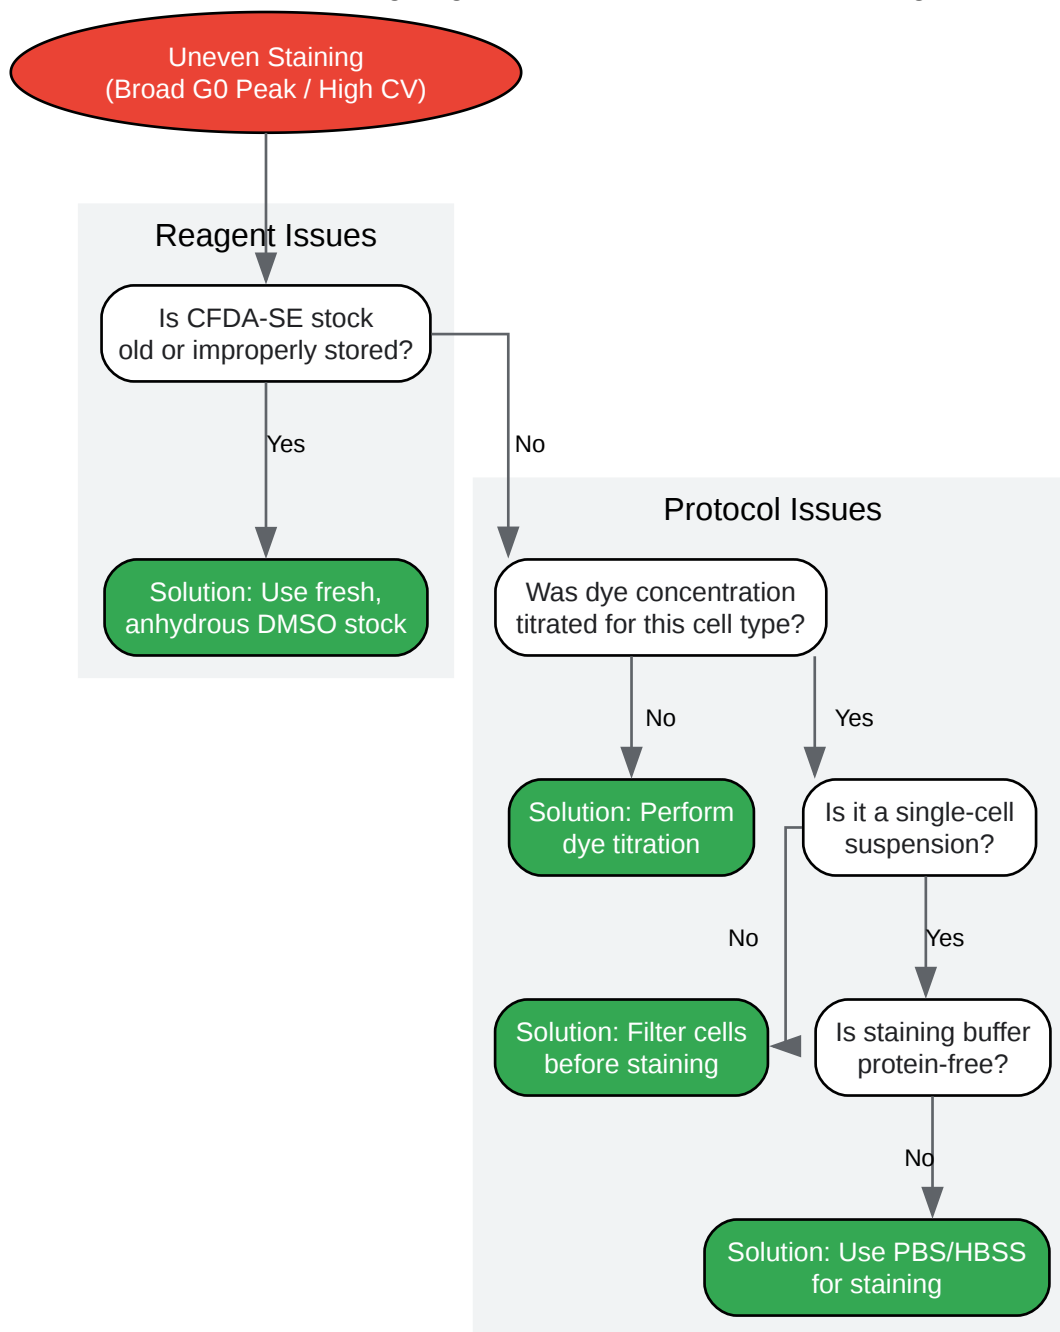 Uneven Staining
(Broad G0 Peak / High CV)
Reagent Issues
Is CFDA-SE stock
old or improperly stored?
Yes
No
Solution: Use fresh,
anhydrous DMSO stock
Protocol Issues
Was dye concentration
titrated for this cell type?
No
Yes
Solution: Perform
dye titration
Is it a single-cell
suspension?
No
Yes
Solution: Filter cells
before staining
Is staining buffer
protein-free?
No
Solution: Use PBS/HBSS
for staining